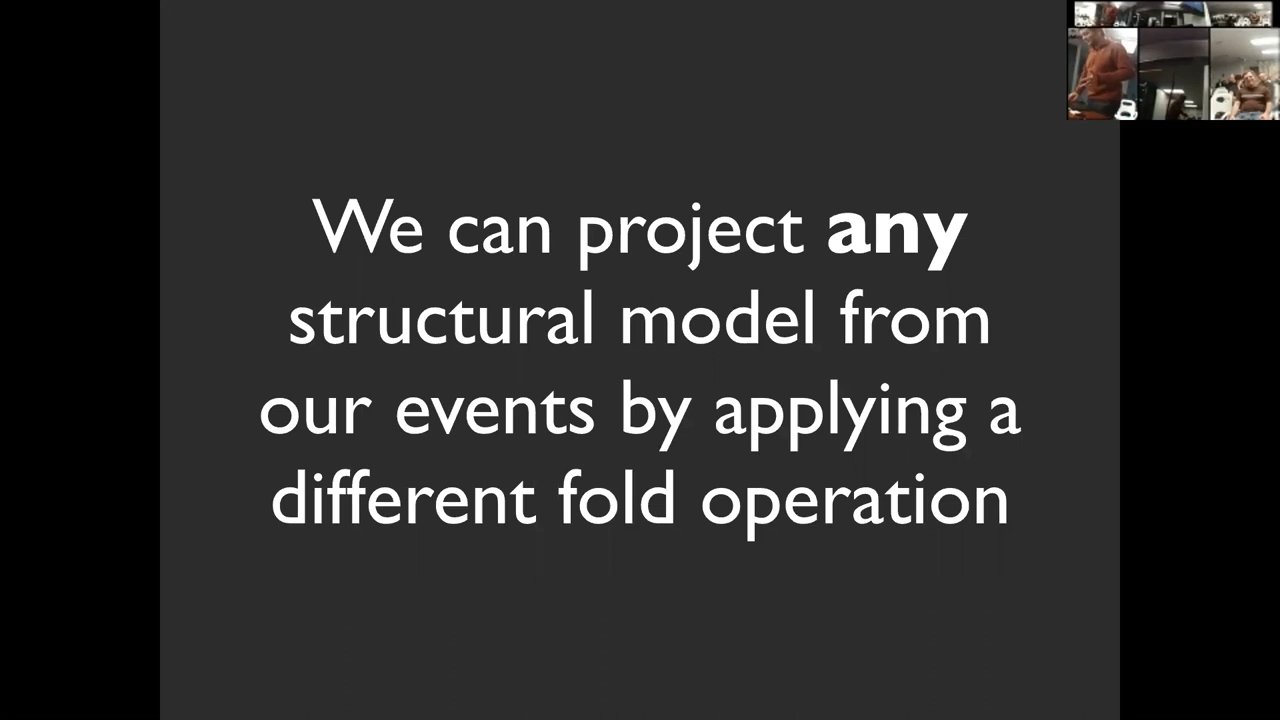 We can project any
structural model from
our events by applying a
different fold operation